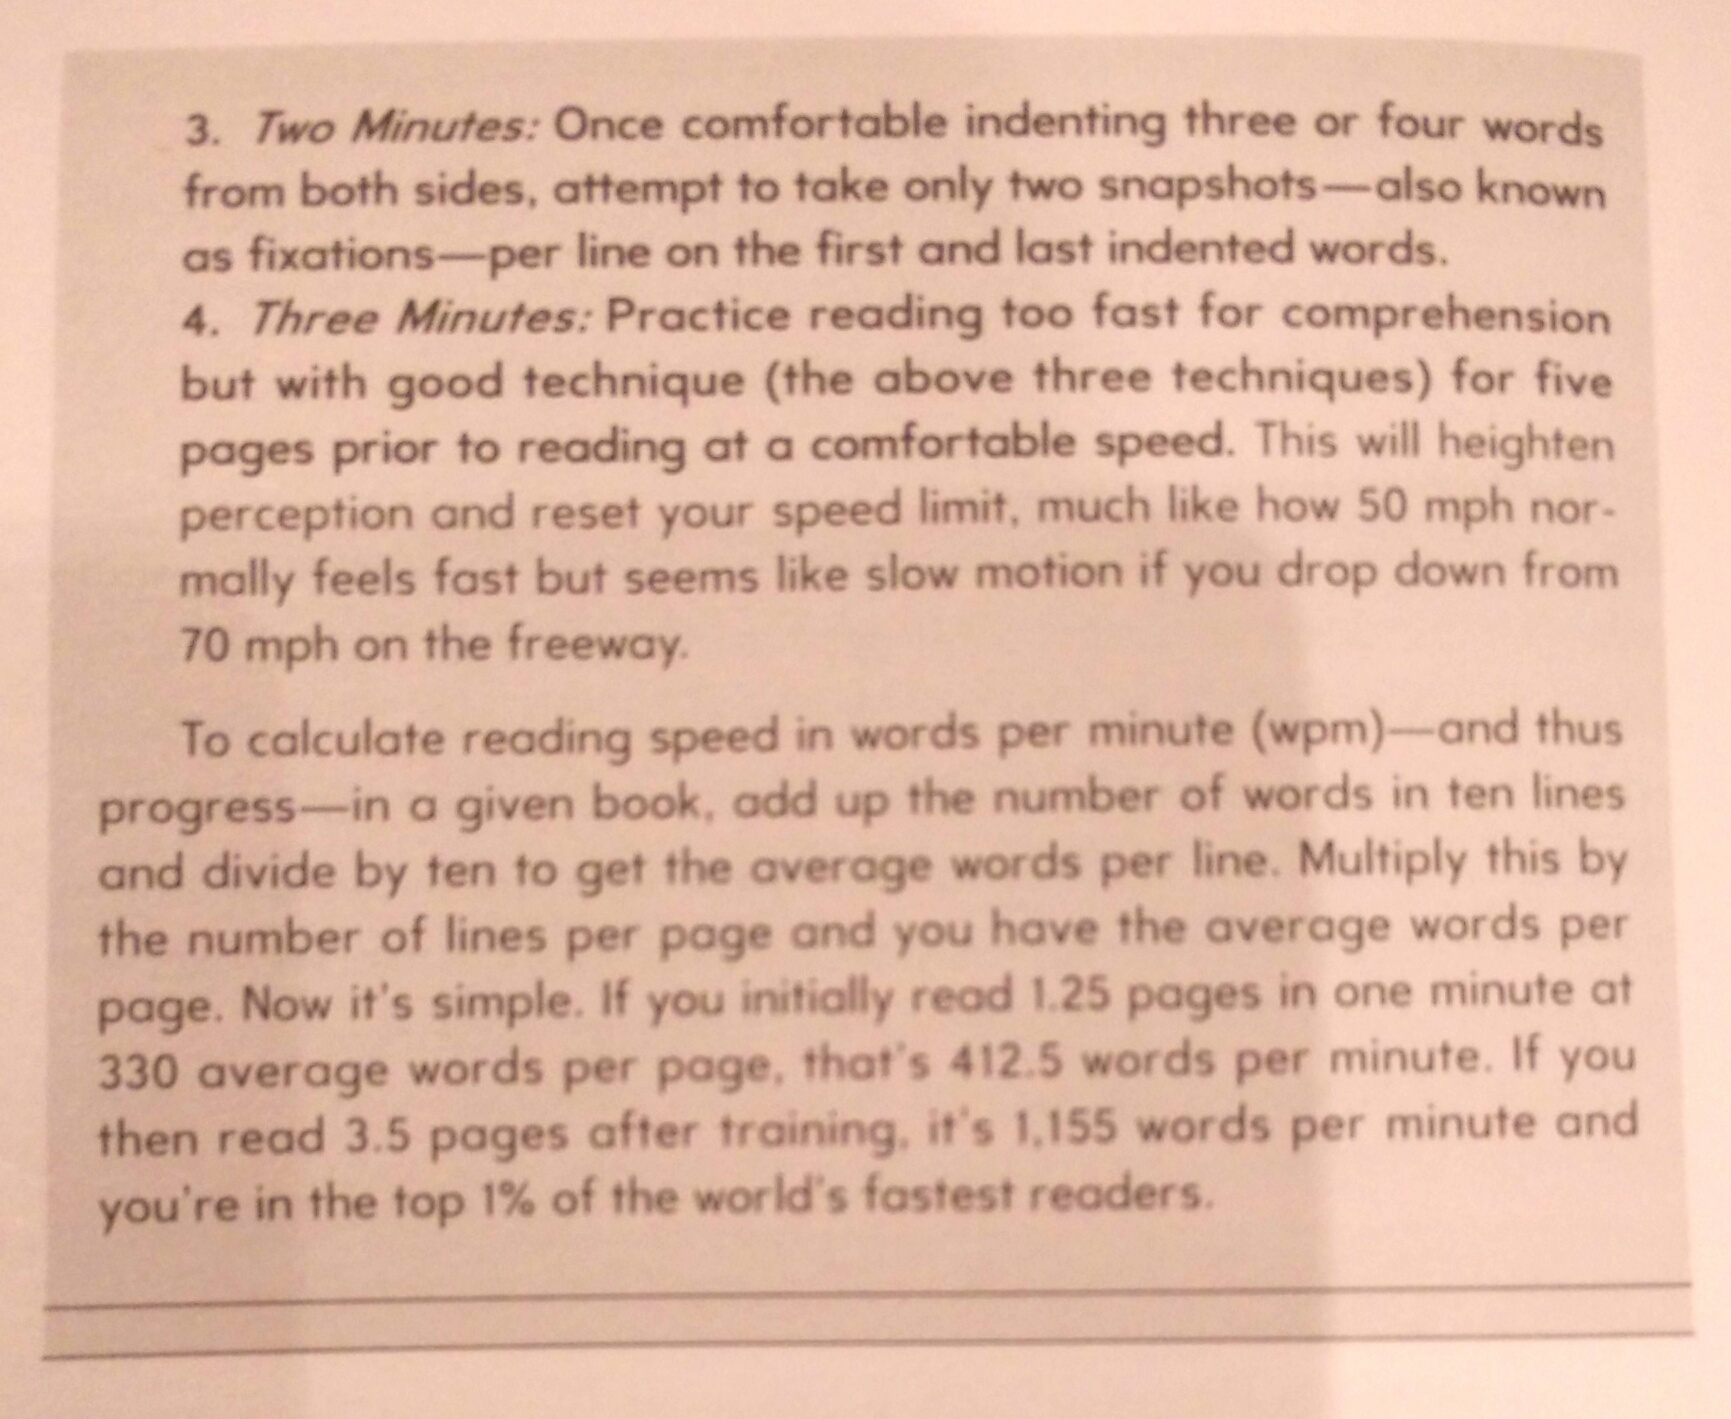 3. Two Minutes: Once comfortable indenting three or four words
from both sides, attempt to take only two snapshots—also known
as fixations—per line on the first and last indented words.
4. Three Minutes: Practice reading too fast for comprehension
but with good technique (the above three techniques) for five
pages prior to reading at a comfortable speed. This will heighten
perception and reset your speed limit, much like how 50 mph nor-
mally feels fast but seems like slow motion if you drop down from
70 mph on the freeway.
To calculate reading speed in words per minute (wpm)—and thus
progress—in a given book, add up the number of words in ten lines
and divide by ten to get the average words per line. Multiply this by
the number of lines per page and you have the average words per
page. Now it's simple. If you initially read 1.25 pages in one minute at
330 average words per page, that's 412.5 words per minute. If you
then read 3.5 pages after training, it's 1,155 words per minute and
you're in the top 1% of the world's fastest readers.